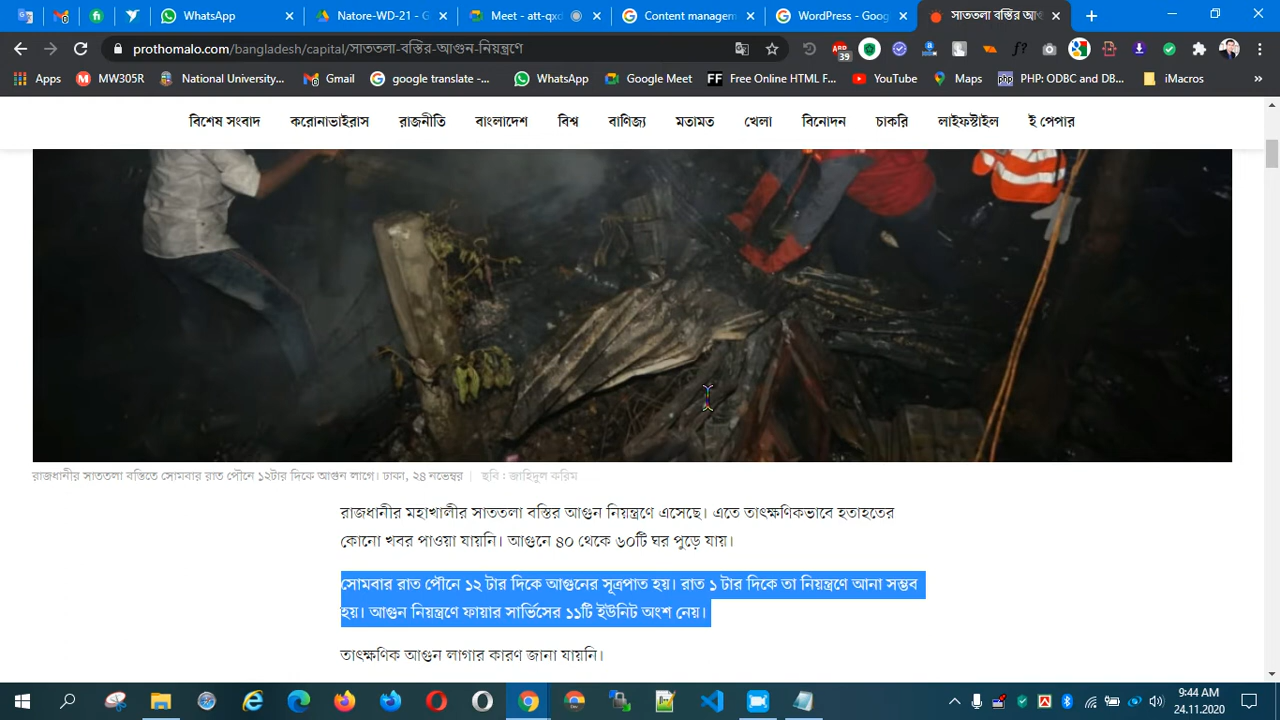 WhatsApp
Natore-WD-21 - G
Meet - att-qxd
Content managem
WordPress - Goog
সাততলা বস্তির আগ
prothomalo.com/bangladesh/capital/সাততলা-বস্তির-আগুন-নিয়ন্ত্রণে
39
Apps
MW305R
National University...
Gmail
google translate -...
WhatsApp
Google Meet
FF Free Online HTML F...
YouTube
Maps
php PHP: ODBC and DB...
iMacros
বিশেষ সংবাদ
করোনাভাইরাস
রাজনীতি
বাংলাদেশ
বিশ্ব
বাণিজ্য
মতামত
খেলা
বিনোদন
চাকরি
লাইফস্টাইল
ই পেপার
রাজধানীর সাততলা বস্তিতে সোমবার রাত পৌনে ১২টার দিকে আগুন লাগে। ঢাকা, ২৪ নভেম্বর | ছবি : জাহিদুল করিম
রাজধানীর মহাখালীর সাততলা বস্তির আগুন নিয়ন্ত্রণে এসেছে। এতে তাৎক্ষণিকভাবে হতাহতের
কোনো খবর পাওয়া যায়নি। আগুনে ৪০ থেকে ৬০টি ঘর পুড়ে যায়।
সোমবার রাত পৌনে ১২ টার দিকে আগুনের সূত্রপাত হয়। রাত ১ টার দিকে তা নিয়ন্ত্রণে আনা সম্ভব
হয়। আগুন নিয়ন্ত্রণে ফায়ার সার্ভিসের ১১টি ইউনিট অংশ নেয়।
তাৎক্ষণিক আগুন লাগার কারণ জানা যায়নি।
9:44 AM
24.11.2020